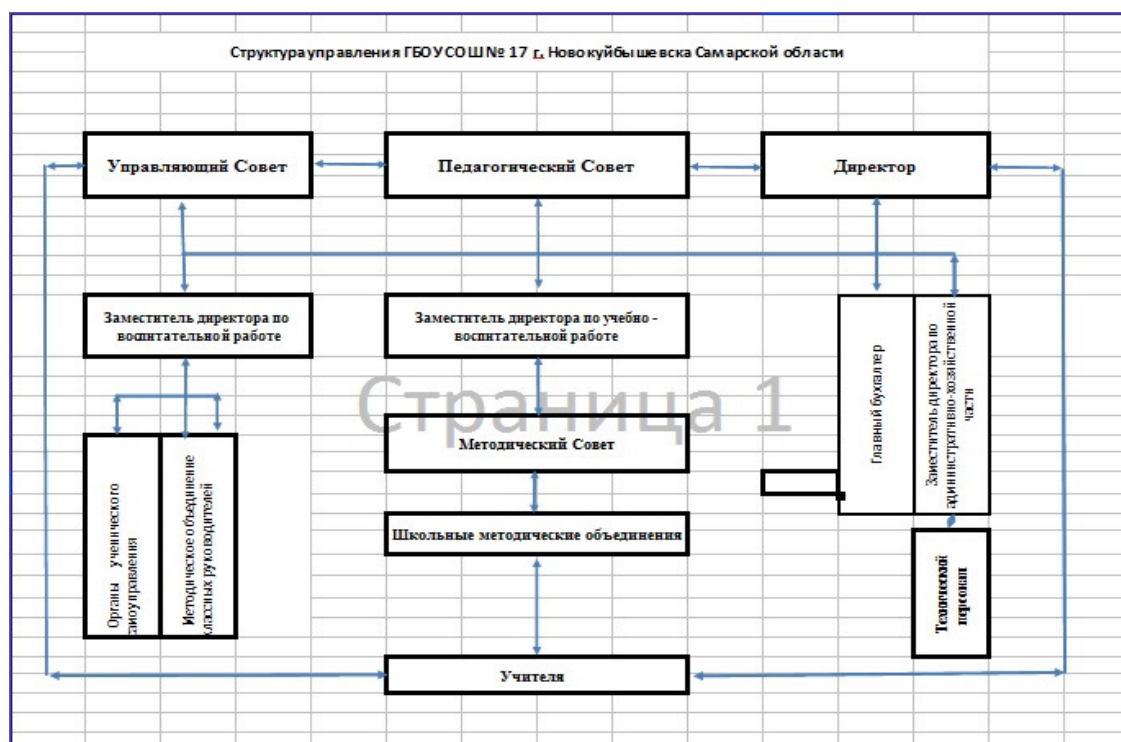 Структура управления ГБОУ СОШ № 17 г. Новокуйбышевска Самарской области
Управляющий Совет
Педагогический Совет
Директор
Заместитель директора по
воспитательной работе
Заместитель директора по учебно -
воспитательной работе
Главный бухгалтер
Заместитель директора по
административно-хозяйственной
части
Страница 1
Методический Совет
Органы ученического
самоуправления
Методическое объединение
классных руководителей
Школьные методические объединения
Технический
персонал
Учителя